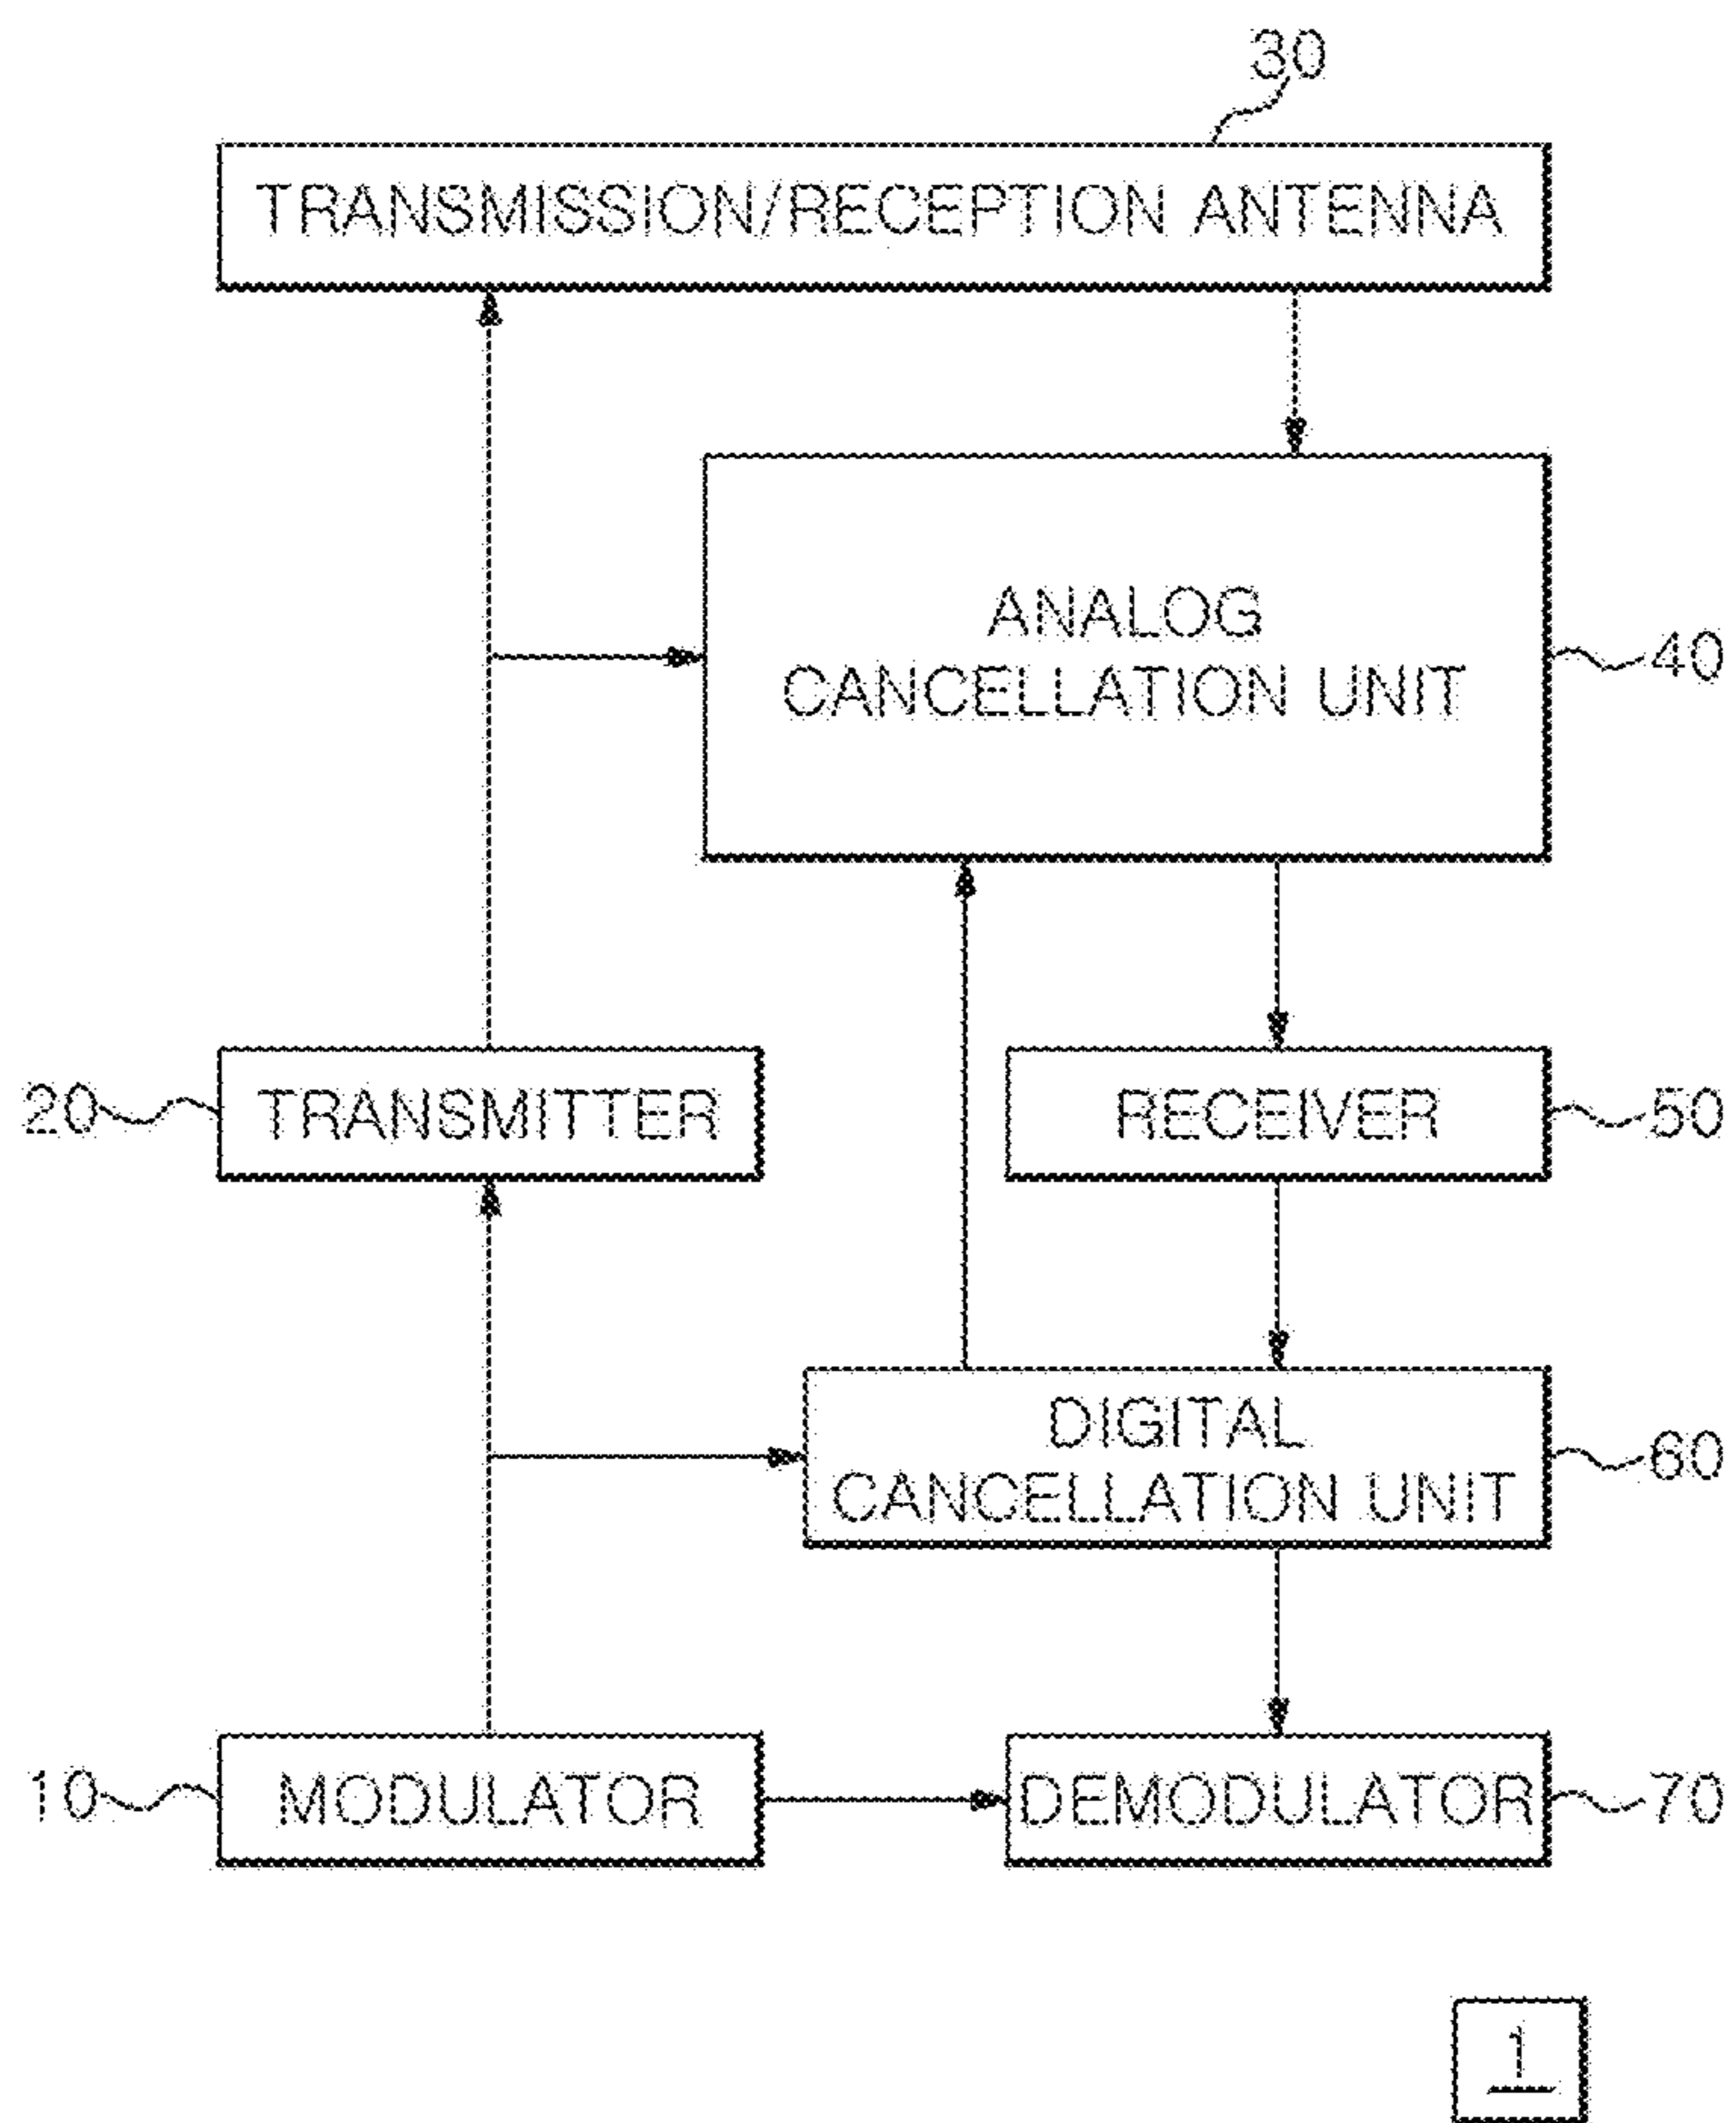 30
TRANSMISSION/RECEPTION ANTENNA
ANALOG
CANCELLATION UNIT
40
20
TRANSMITTER
RECEIVER
50
DIGITAL
CANCELLATION UNIT
60
10
MODULATOR
DEMODULATOR
70
1